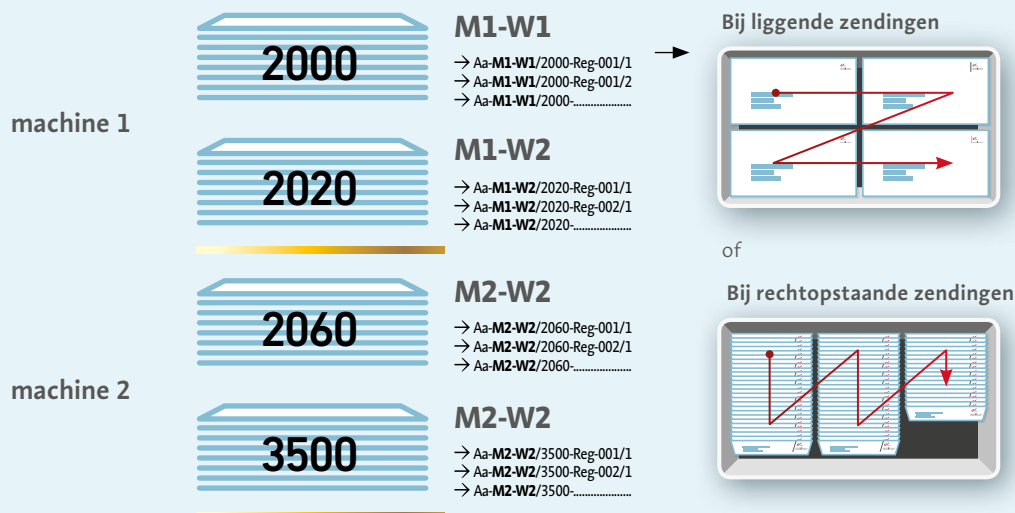 machine 1
2000
M1-W1
→ Aa-M1-W1/2000-Reg-001/1
→ Aa-M1-W1/2000-Reg-001/2
→ Aa-M1-W1/2000-.....................
2020
M1-W2
→ Aa-M1-W2/2020-Reg-001/1
→ Aa-M1-W2/2020-Reg-002/1
→ Aa-M1-W2/2020-.....................
machine 2
2060
M2-W2
→ Aa-M2-W2/2060-Reg-001/1
→ Aa-M2-W2/2060-Reg-002/1
→ Aa-M2-W2/2060-.....................
3500
M2-W2
→ Aa-M2-W2/3500-Reg-001/1
→ Aa-M2-W2/3500-Reg-002/1
→ Aa-M2-W2/3500-.....................
Bij liggende zendingen
of
Bij rechtopstaande zendingen